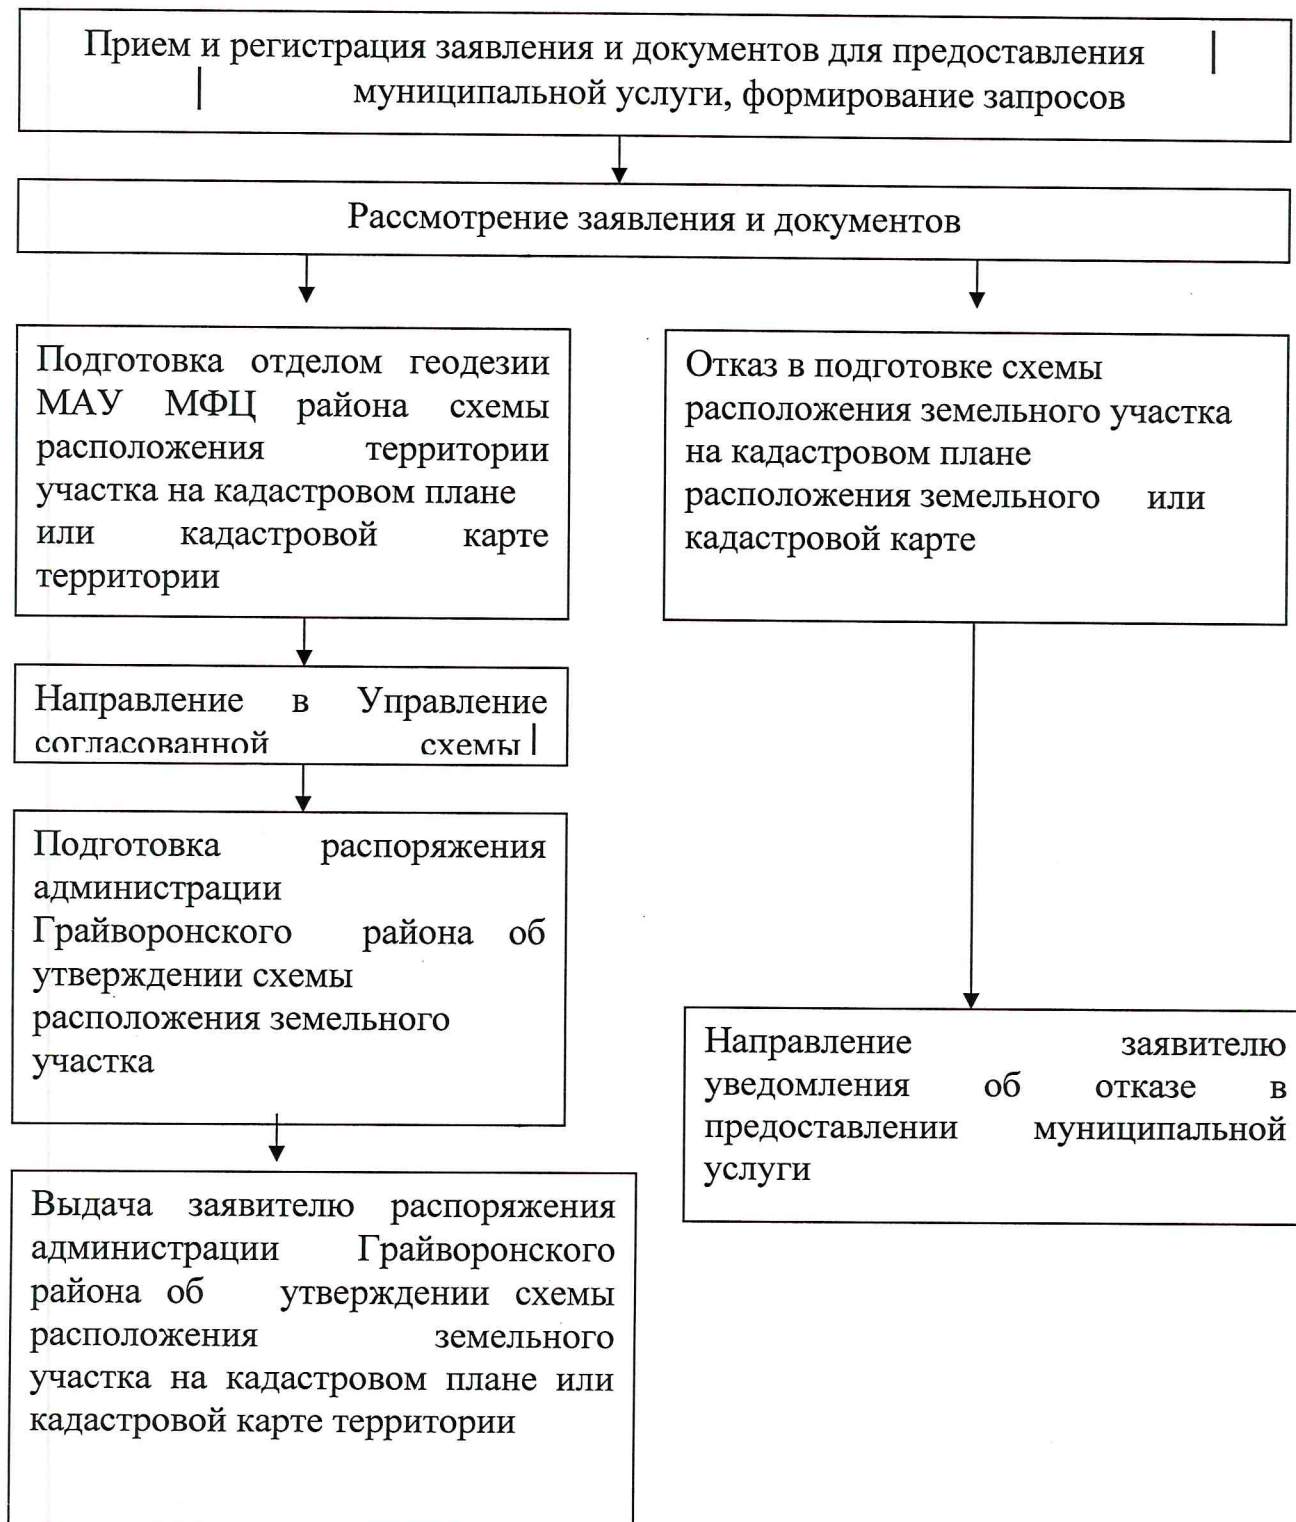 Прием и регистрация заявления и документов для предоставления
муниципальной услуги, формирование запросов
Рассмотрение заявления и документов
Подготовка отделом геодезии
МАУ МФЦ района схемы
расположения территории
участка на кадастровом плане
или кадастровой карте
территории
Отказ в подготовке схемы
расположения земельного участка
на кадастровом плане
расположения земельного или
кадастровой карте
Направление в Управление
согласованной схемы
Подготовка распоряжения
администрации
Грайворонского района об
утверждении схемы
расположения земельного
участка
Направление заявителю
уведомления об отказе в
предоставлении муниципальной
услуги
Выдача заявителю распоряжения
администрации Грайворонского
района об утверждении схемы
расположения земельного
участка на кадастровом плане или
кадастровой карте территории